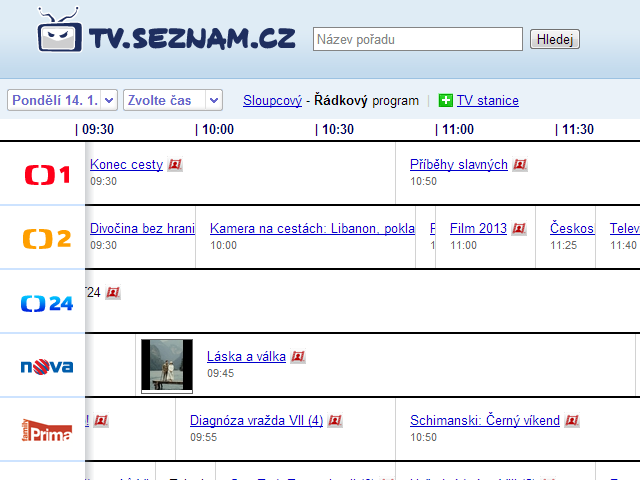 TV.SEZNAM.CZ
Název pořadu
Hledej
Pondělí 14. 1.
Zvolte čas
Sloupcový - Řádkový program | TV stanice
| 09:30 | 10:00 | 10:30 | 11:00 | 11:30
1
Konec cesty
09:30
Příběhy slavných
10:50
2
Divočina bez hrani
09:30
Kamera na cestách: Libanon, pokla
10:00
Film 2013
11:00
Českos
11:25
Telev
11:40
24
T24
nova
Láska a válka
09:45
family
Prima
Diagnóza vražda VII (4)
09:55
Schimanski: Černý víkend
10:50